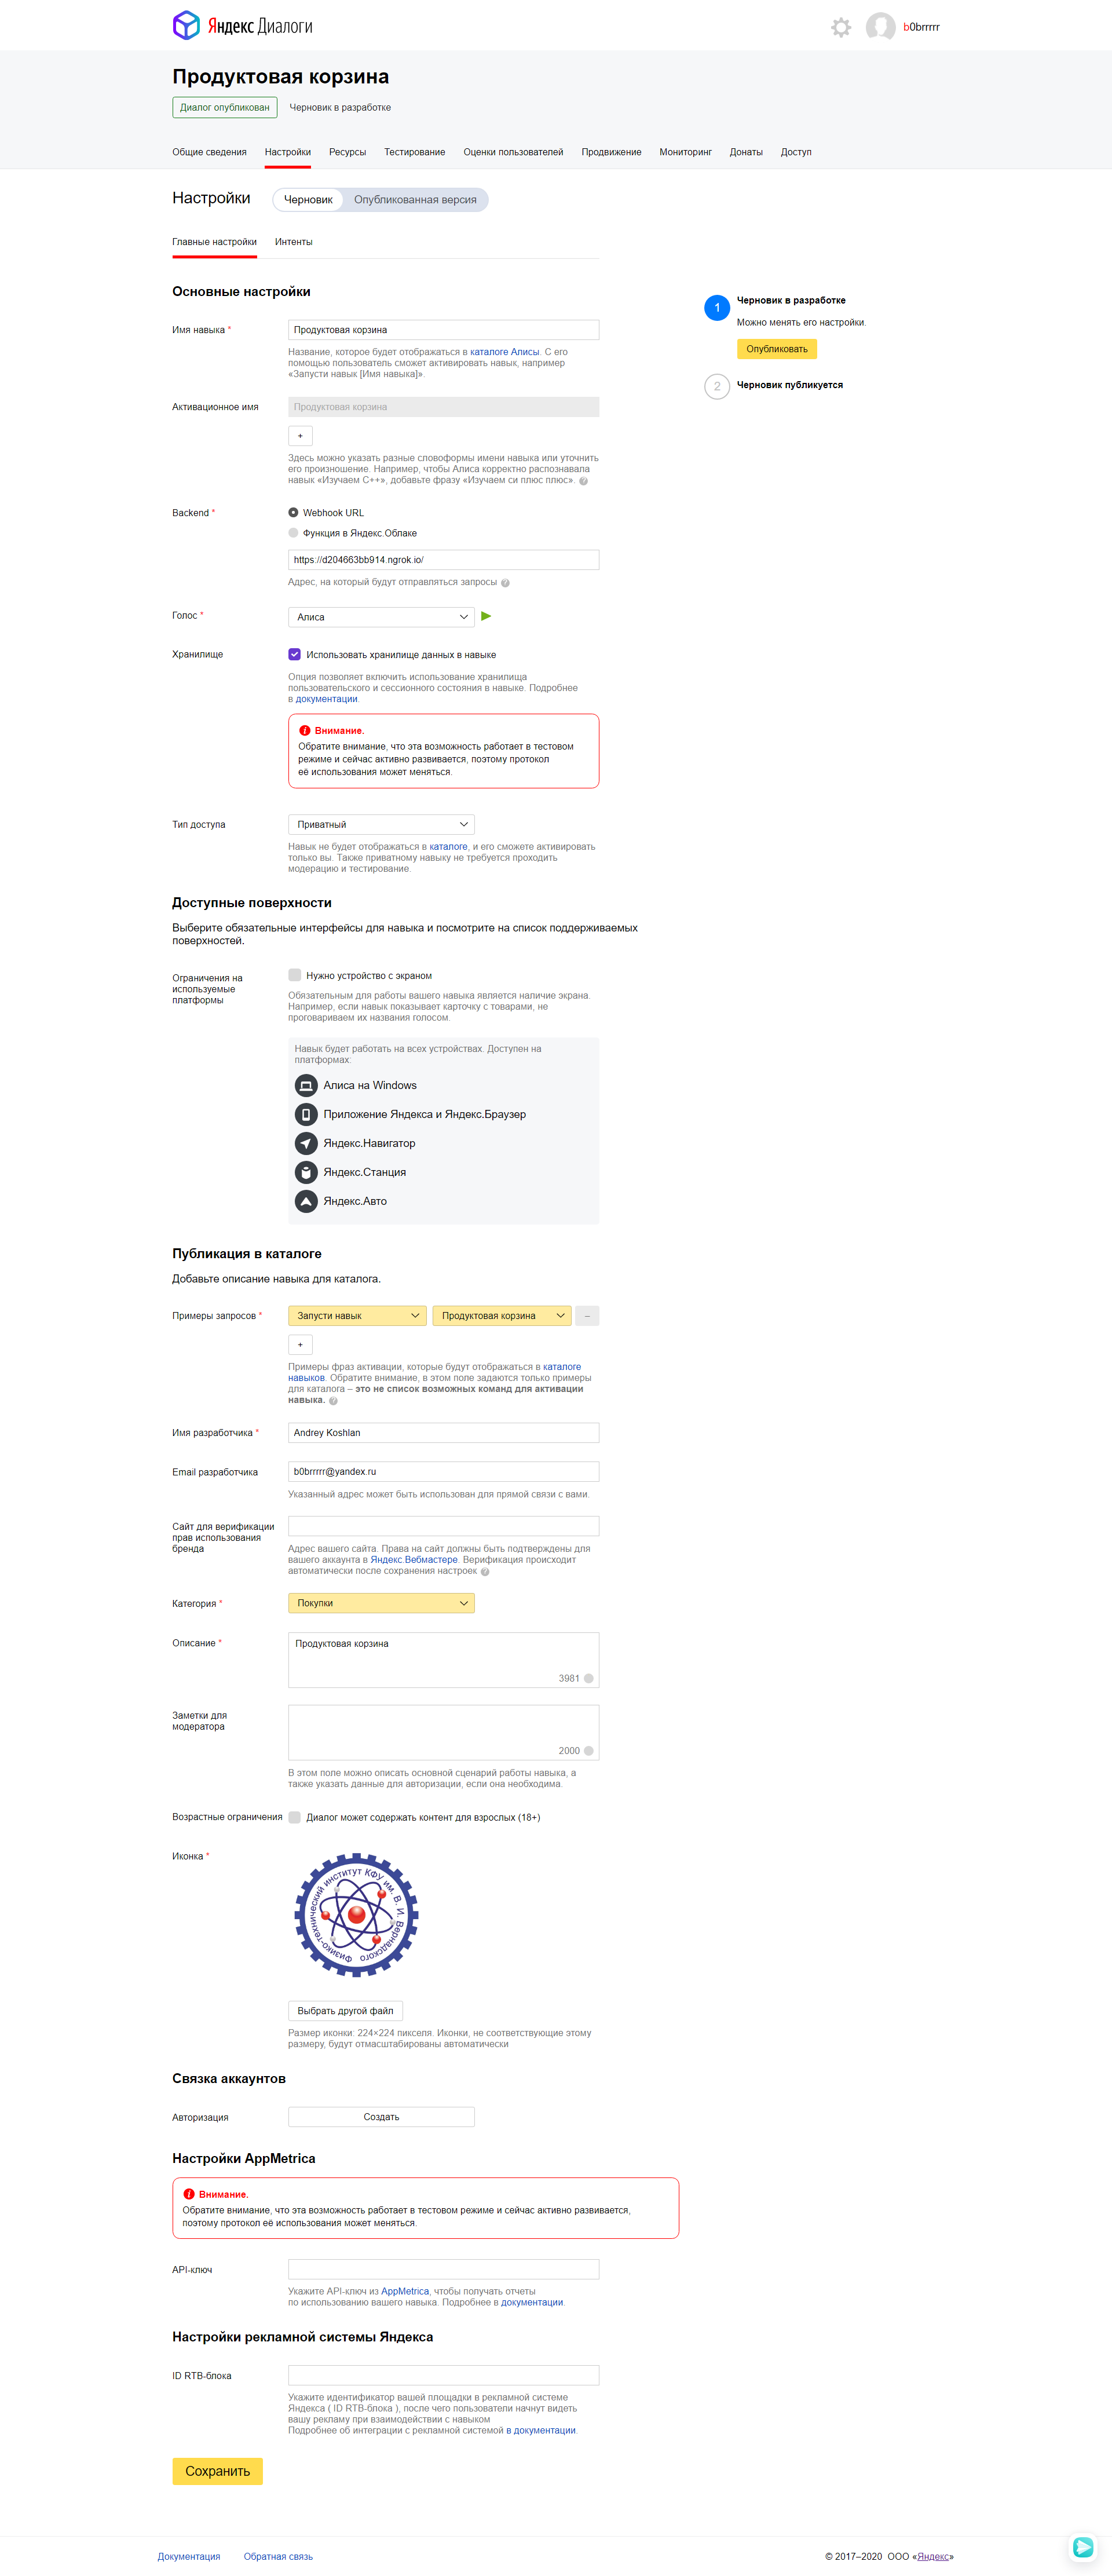 Яндекс Диалоги
b0brrrrr
Продуктовая корзина
Диалог опубликован Черновик в разработке
Общие сведения Настройки Ресурсы Тестирование Оценки пользователей Продвижение Мониторинг Донаты Доступ
Настройки Черновик Опубликованная версия
Главные настройки Интенты
Основные настройки
1 Черновик в разработке
Можно менять его настройки.
Опубликовать
2 Черновик публикуется
Имя навыка * Продуктовая корзина
Название, которое будет отображаться в каталоге Алисы. С его
помощью пользователь сможет активировать навык, например
«Запусти навык [Имя навыка]».
Активационное имя Продуктовая корзина
+
Здесь можно указать разные словоформы имени навыка или уточнить
его произношение. Например, чтобы Алиса корректно распознавала
навык «Изучаем C++», добавьте фразу «Изучаем си плюс плюс». ?
Backend * Webhook URL
Функция в Яндекс.Облаке
https://d204663bb914.ngrok.io/
Адрес, на который будут отправляться запросы ?
Голос * Алиса
Хранилище Использовать хранилище данных в навыке
Опция позволяет включить использование хранилища
пользовательского и сессионного состояния в навыке. Подробнее
в документации.
Внимание.
Обратите внимание, что эта возможность работает в тестовом
режиме и сейчас активно развивается, поэтому протокол
её использования может меняться.
Тип доступа Приватный
Навык не будет отображаться в каталоге, и его сможете активировать
только вы. Также приватному навыку не требуется проходить
модерацию и тестирование.
Доступные поверхности
Выберите обязательные интерфейсы для навыка и посмотрите на список поддерживаемых
поверхностей.
Ограничения на
используемые
платформы
Нужно устройство с экраном
Обязательным для работы вашего навыка является наличие экрана.
Например, если навык показывает карточку с товарами, не
проговариваем их названия голосом.
Навык будет работать на всех устройствах. Доступен на
платформах:
Алиса на Windows
Приложение Яндекса и Яндекс.Браузер
Яндекс.Навигатор
Яндекс.Станция
Яндекс.Авто
Публикация в каталоге
Добавьте описание навыка для каталога.
Примеры запросов * Запусти навык Продуктовая корзина –
+
Примеры фраз активации, которые будут отображаться в каталоге
навыков. Обратите внимание, в этом поле задаются только примеры
для каталога – это не список возможных команд для активации
навыка. ?
Имя разработчика * Andrey Koshlan
Email разработчика b0brrrrr@yandex.ru
Указанный адрес может быть использован для прямой связи с вами.
Сайт для верификации
прав использования
бренда
Адрес вашего сайта. Права на сайт должны быть подтверждены для
вашего аккаунта в Яндекс.Вебмастере. Верификация происходит
автоматически после сохранения настроек ?
Категория * Покупки
Описание * Продуктовая корзина
3981
Заметки для
модератора
2000
В этом поле можно описать основной сценарий работы навыка, а
также указать данные для авторизации, если она необходима.
Возрастные ограничения Диалог может содержать контент для взрослых (18+)
Иконка *
Физико-технический институт КФУ им. В. И. Вернадского
Выбрать другой файл
Размер иконки: 224×224 пикселя. Иконки, не соответствующие этому
размеру, будут отмасштабированы автоматически
Связка аккаунтов
Авторизация Создать
Настройки AppMetrica
Внимание.
Обратите внимание, что эта возможность работает в тестовом режиме и сейчас активно развивается,
поэтому протокол её использования может меняться.
API-ключ
Укажите API-ключ из AppMetrica, чтобы получать отчеты
по использованию вашего навыка. Подробнее в документации.
Настройки рекламной системы Яндекса
ID RTB-блока
Укажите идентификатор вашей площадки в рекламной системе
Яндекса ( ID RTB-блока ), после чего пользователи начнут видеть
вашу рекламу при взаимодействии с навыком
Подробнее об интеграции с рекламной системой в документации.
Сохранить
Документация Обратная связь © 2017–2020 ООО «Яндекс»